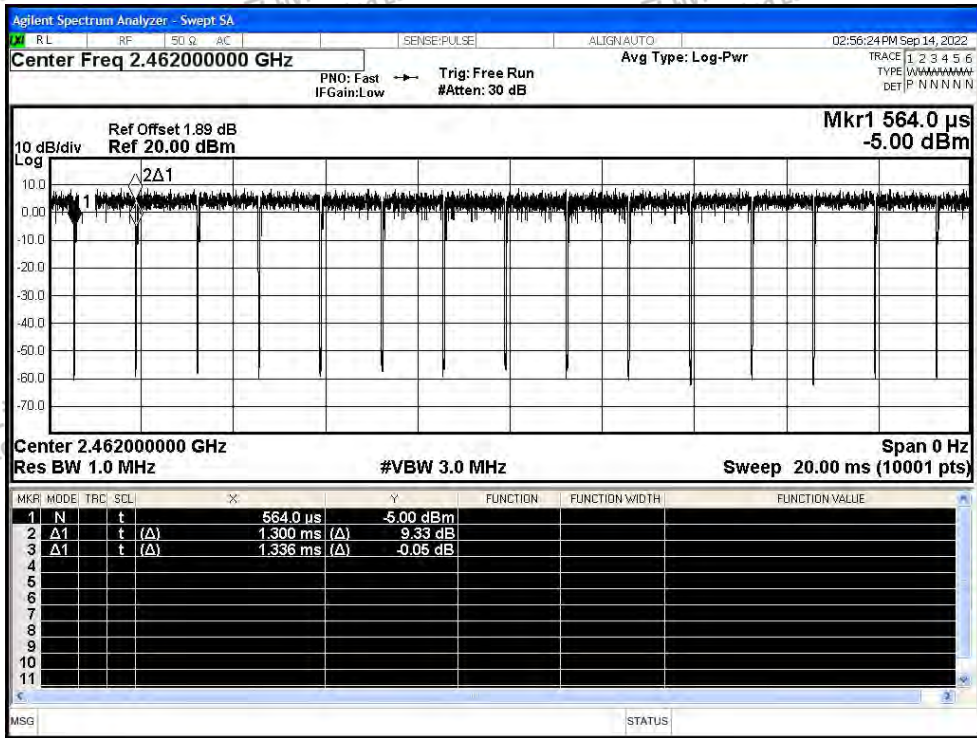 Agilent Spectrum Analyzer - Swept SA
RL RF 50 Ω AC SENSE:PULSE ALIGN AUTO 02:56:24 PM Sep 14, 2022
Center Freq 2.462000000 GHz Avg Type: Log-Pwr TRACE 1 2 3 4 5 6
PNO: Fast Trig: Free Run TYPE WWWWWW
IFGain:Low #Atten: 30 dB DET P N N N N N
Mkr1 564.0 µs
Ref Offset 1.89 dB
10 dB/div Ref 20.00 dBm -5.00 dBm
Log
2Δ1
10.0
1
0.00
-10.0
-20.0
-30.0
-40.0
-50.0
-60.0
-70.0
Center 2.462000000 GHz Span 0 Hz
Res BW 1.0 MHz #VBW 3.0 MHz Sweep 20.00 ms (10001 pts)
MKR MODE TRC SCL X Y FUNCTION FUNCTION WIDTH FUNCTION VALUE
1 N t 564.0 µs -5.00 dBm
2 Δ1 t (Δ) 1.300 ms (Δ) 9.33 dB
3 Δ1 t (Δ) 1.336 ms (Δ) -0.05 dB
4
5
6
7
8
9
10
11
MSG STATUS